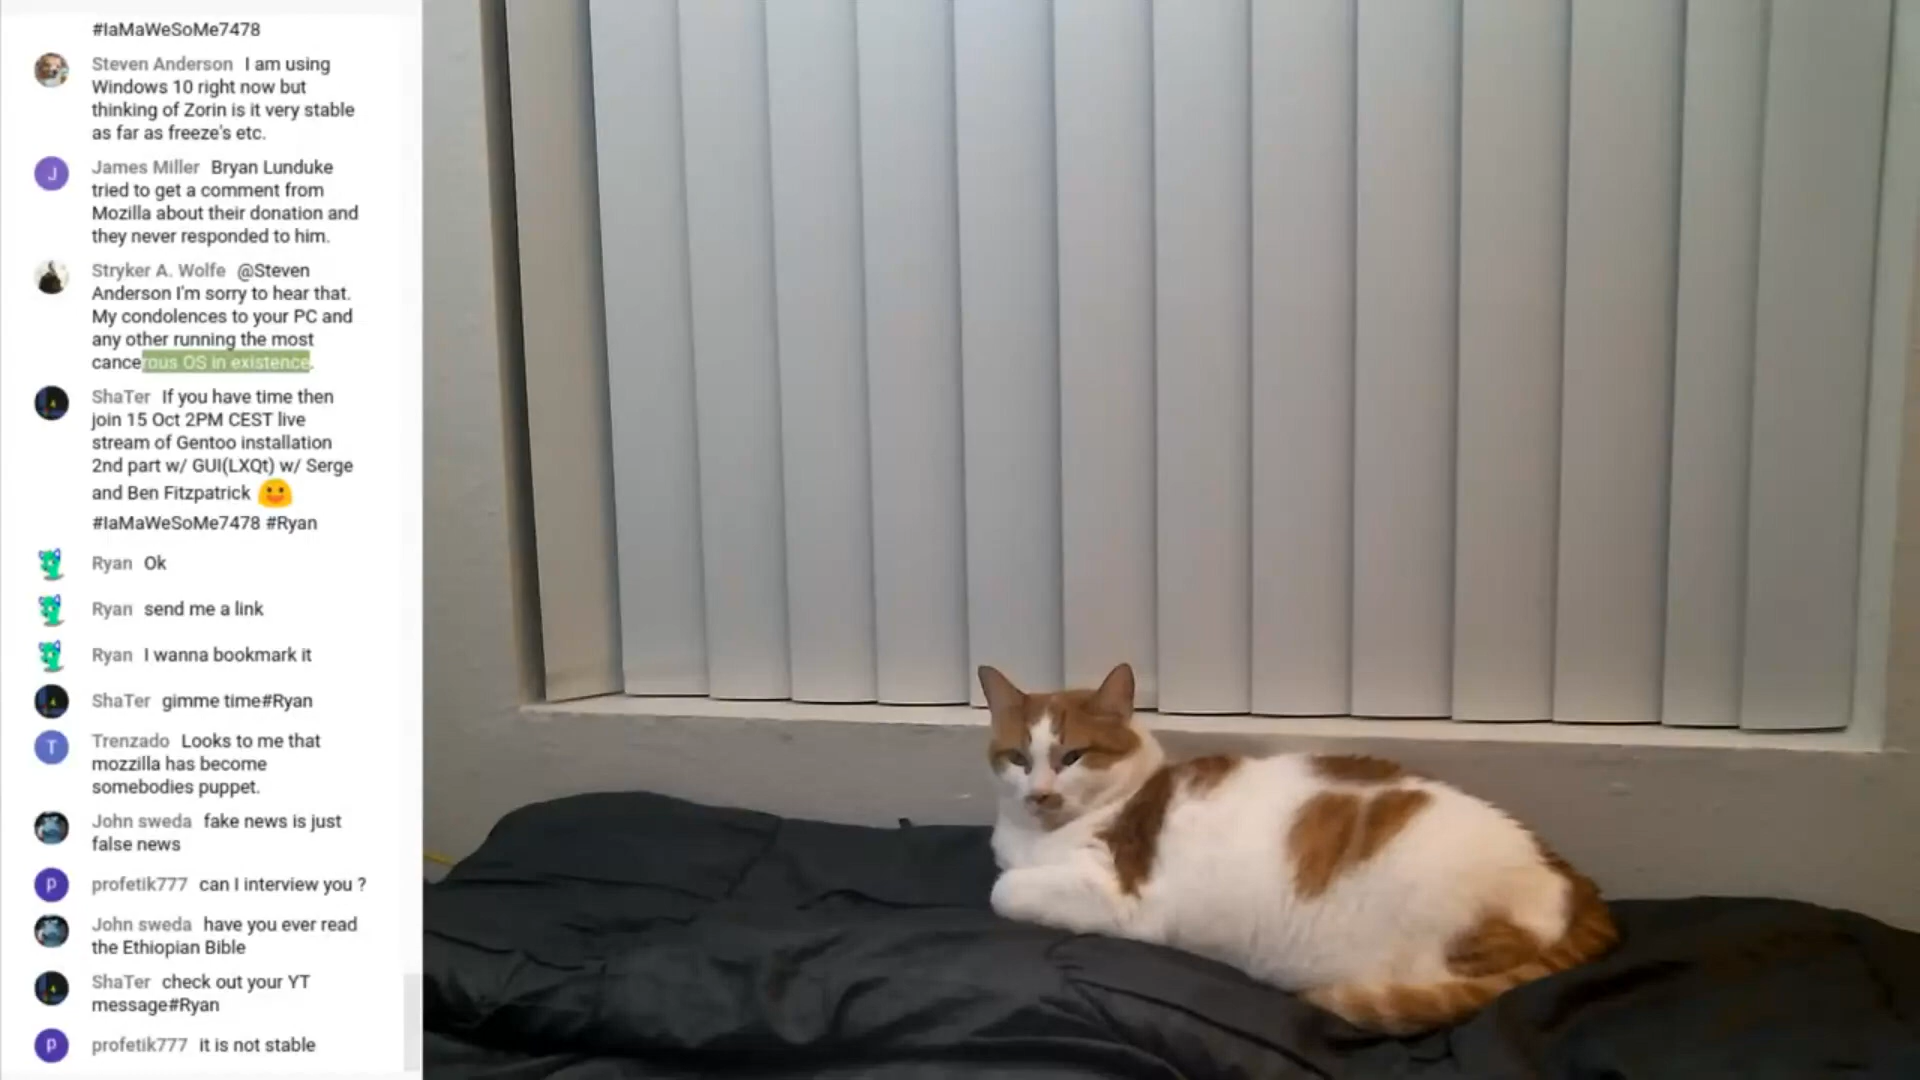 #IaMaWeSoMe7478
Steven Anderson I am using
Windows 10 right now but
thinking of Zorin is it very stable
as far as freeze's etc.
J
James Miller Bryan Lunduke
tried to get a comment from
Mozilla about their donation and
they never responded to him.
Stryker A. Wolfe @Steven
Anderson I'm sorry to hear that.
My condolences to your PC and
any other running the most
cancerous OS in existence.
ShaTer If you have time then
join 15 Oct 2PM CEST live
stream of Gentoo installation
2nd part w/ GUI(LXQt) w/ Serge
and Ben Fitzpatrick
#IaMaWeSoMe7478 #Ryan
Ryan Ok
Ryan send me a link
Ryan I wanna bookmark it
ShaTer gimme time#Ryan
T
Trenzado Looks to me that
mozzilla has become
somebodies puppet.
John sweda fake news is just
false news
P
profetik777 can I interview you ?
John sweda have you ever read
the Ethiopian Bible
ShaTer check out your YT
message#Ryan
P
profetik777 it is not stable